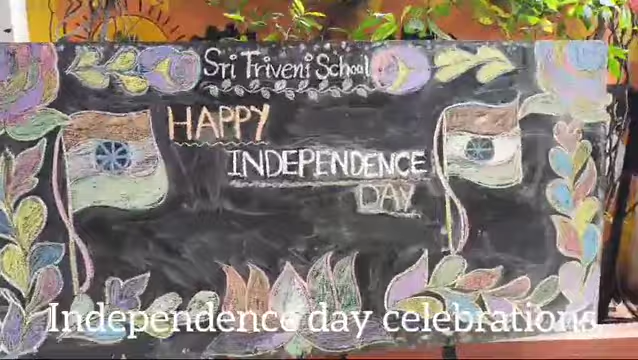 Sri Triveni School
HAPPY
INDEPENDENCE
DAY
Independence day celebrations